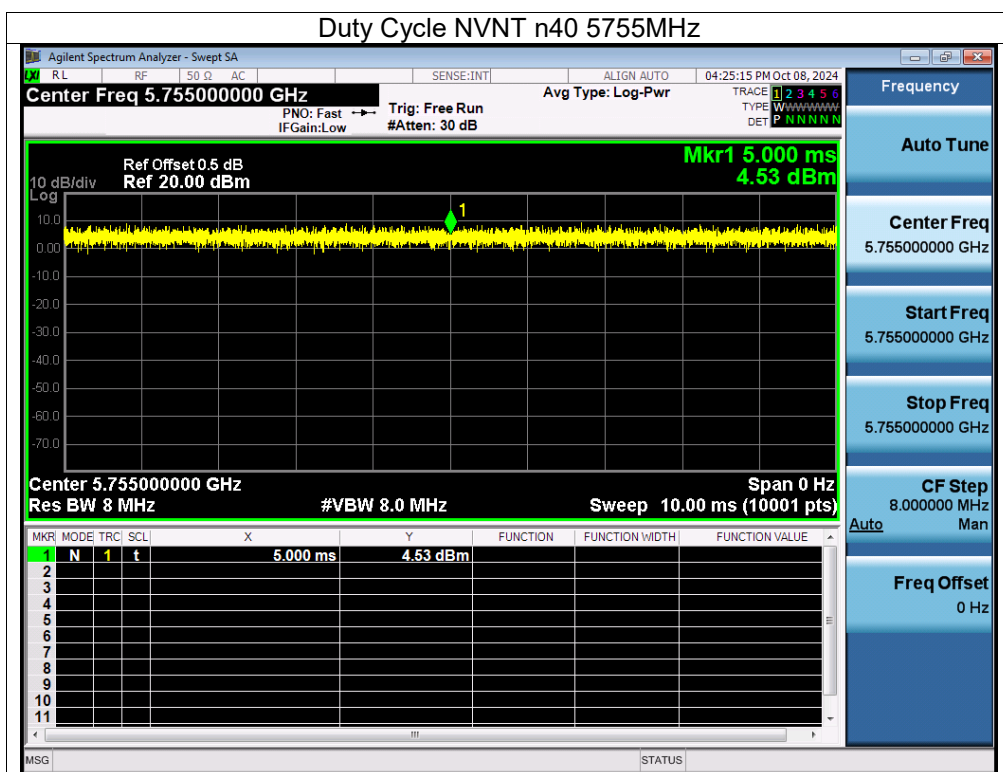 Duty Cycle NVNT n40 5755MHz
Agilent Spectrum Analyzer - Swept SA
LXI RL RF 50 Ω AC SENSE:INT ALIGN AUTO 04:25:15 PM Oct 08, 2024
Center Freq 5.755000000 GHz Avg Type: Log-Pwr TRACE 1 2 3 4 5 6
PNO: Fast Trig: Free Run TYPE WWWWWW
IFGain:Low #Atten: 30 dB DET P N N N N N
Frequency
Auto Tune
Center Freq
5.755000000 GHz
Start Freq
5.755000000 GHz
Stop Freq
5.755000000 GHz
CF Step
8.000000 MHz
Auto Man
Freq Offset
0 Hz
Mkr1 5.000 ms
4.53 dBm
Ref Offset 0.5 dB
10 dB/div Ref 20.00 dBm
Log
1
10.0
0.00
-10.0
-20.0
-30.0
-40.0
-50.0
-60.0
-70.0
Center 5.755000000 GHz Span 0 Hz
Res BW 8 MHz #VBW 8.0 MHz Sweep 10.00 ms (10001 pts)
MKR MODE TRC SCL X Y FUNCTION FUNCTION WIDTH FUNCTION VALUE
1 N 1 t 5.000 ms 4.53 dBm
2
3
4
5
6
7
8
9
10
11
MSG STATUS